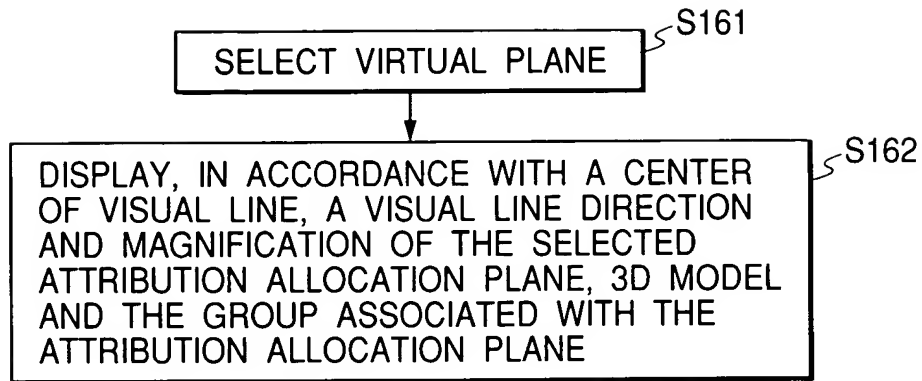 S161
SELECT VIRTUAL PLANE
S162
DISPLAY, IN ACCORDANCE WITH A CENTER
OF VISUAL LINE, A VISUAL LINE DIRECTION
AND MAGNIFICATION OF THE SELECTED
ATTRIBUTION ALLOCATION PLANE, 3D MODEL
AND THE GROUP ASSOCIATED WITH THE
ATTRIBUTION ALLOCATION PLANE